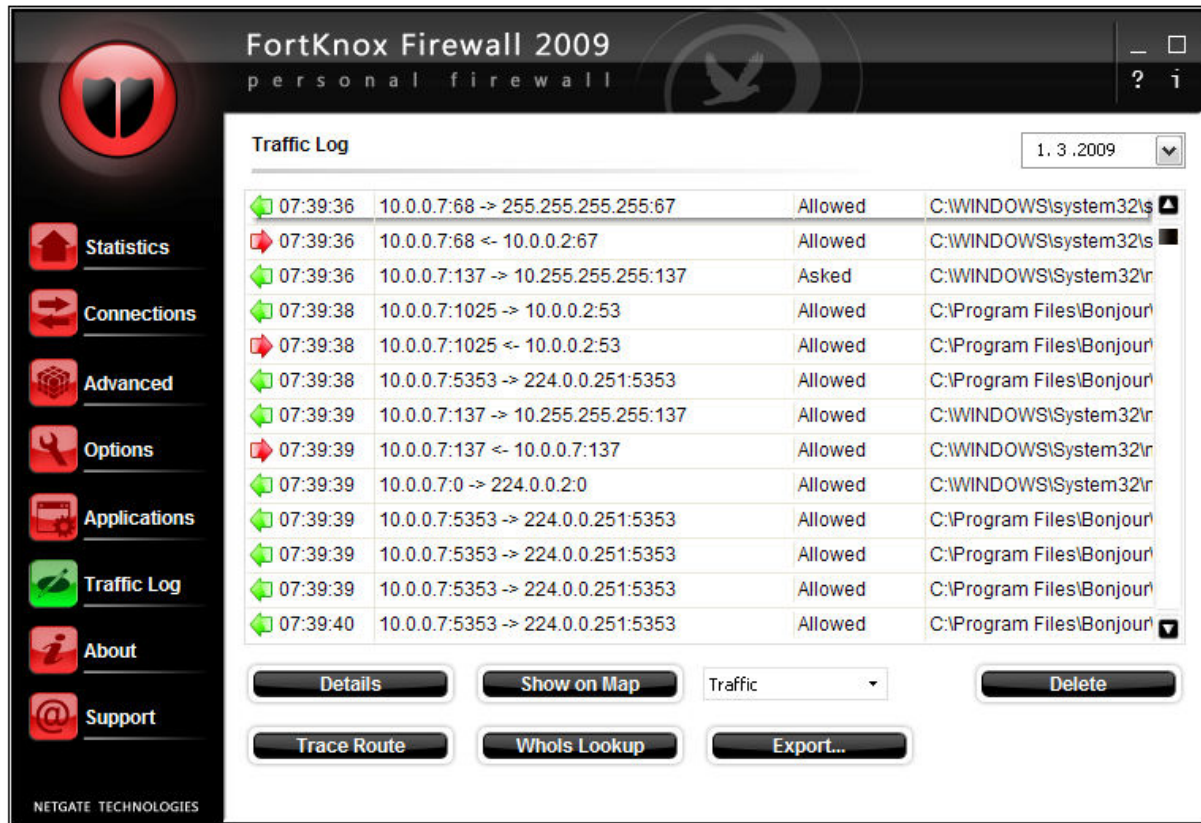 FortKnox Firewall 2009
personal firewall
? i
Traffic Log
1. 3 .2009
07:39:36 10.0.0.7:68 -> 255.255.255.255:67 Allowed C:\WINDOWS\system32\s
07:39:36 10.0.0.7:68 <- 10.0.0.2:67 Allowed C:\WINDOWS\system32\s
07:39:36 10.0.0.7:137 -> 10.255.255.255:137 Asked C:\WINDOWS\System32\n
07:39:38 10.0.0.7:1025 -> 10.0.0.2:53 Allowed C:\Program Files\Bonjour\
07:39:38 10.0.0.7:1025 <- 10.0.0.2:53 Allowed C:\Program Files\Bonjour\
07:39:38 10.0.0.7:5353 -> 224.0.0.251:5353 Allowed C:\Program Files\Bonjour\
07:39:39 10.0.0.7:137 -> 10.255.255.255:137 Allowed C:\WINDOWS\System32\n
07:39:39 10.0.0.7:137 <- 10.0.0.7:137 Allowed C:\WINDOWS\System32\n
07:39:39 10.0.0.7:0 -> 224.0.0.2:0 Allowed C:\WINDOWS\System32\n
07:39:39 10.0.0.7:5353 -> 224.0.0.251:5353 Allowed C:\Program Files\Bonjour\
07:39:39 10.0.0.7:5353 -> 224.0.0.251:5353 Allowed C:\Program Files\Bonjour\
07:39:39 10.0.0.7:5353 -> 224.0.0.251:5353 Allowed C:\Program Files\Bonjour\
07:39:40 10.0.0.7:5353 -> 224.0.0.251:5353 Allowed C:\Program Files\Bonjour\
Statistics
Connections
Advanced
Options
Applications
Traffic Log
About
Support
Details Show on Map Traffic Delete
Trace Route WhoIs Lookup Export...
NETGATE TECHNOLOGIES